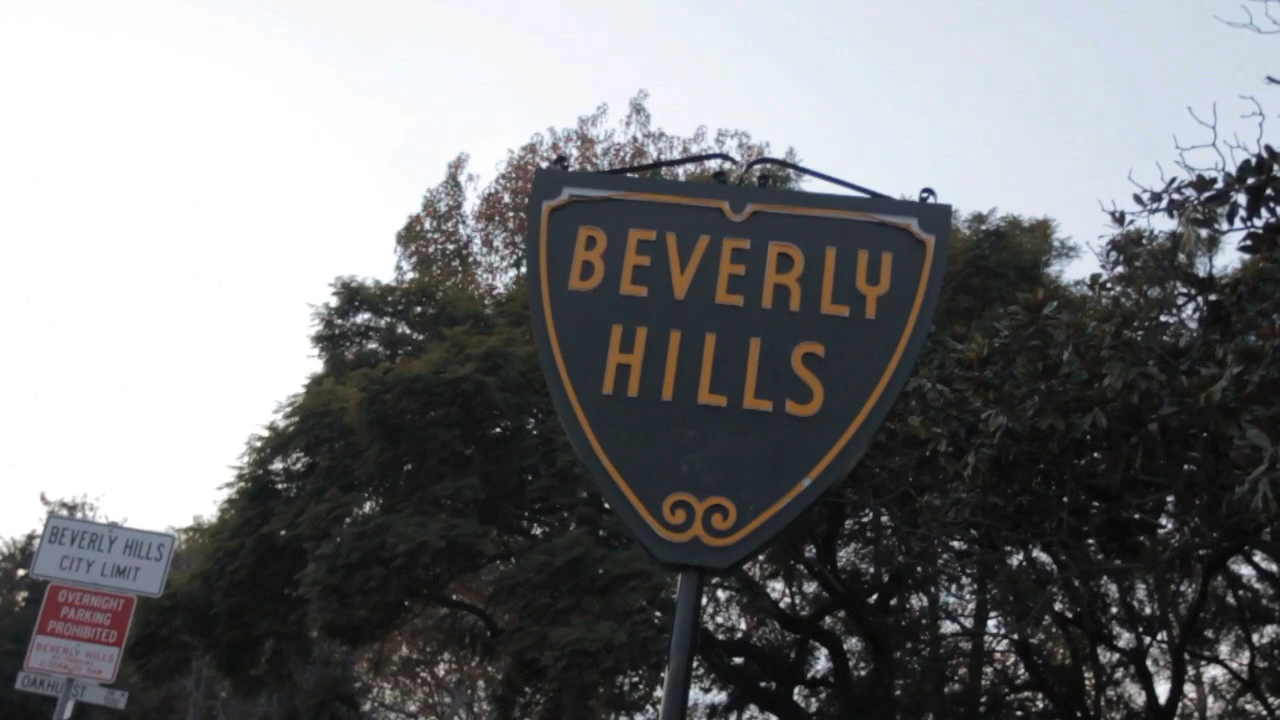 BEVERLY
HILLS
BEVERLY HILLS
CITY LIMIT
OVERNIGHT
PARKING
PROHIBITED
BEVERLY HILLS
OAKHURST